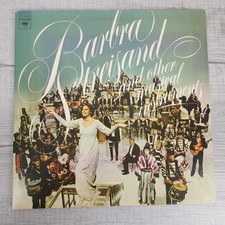 Barbra
Streisand
and other
musical
instruments